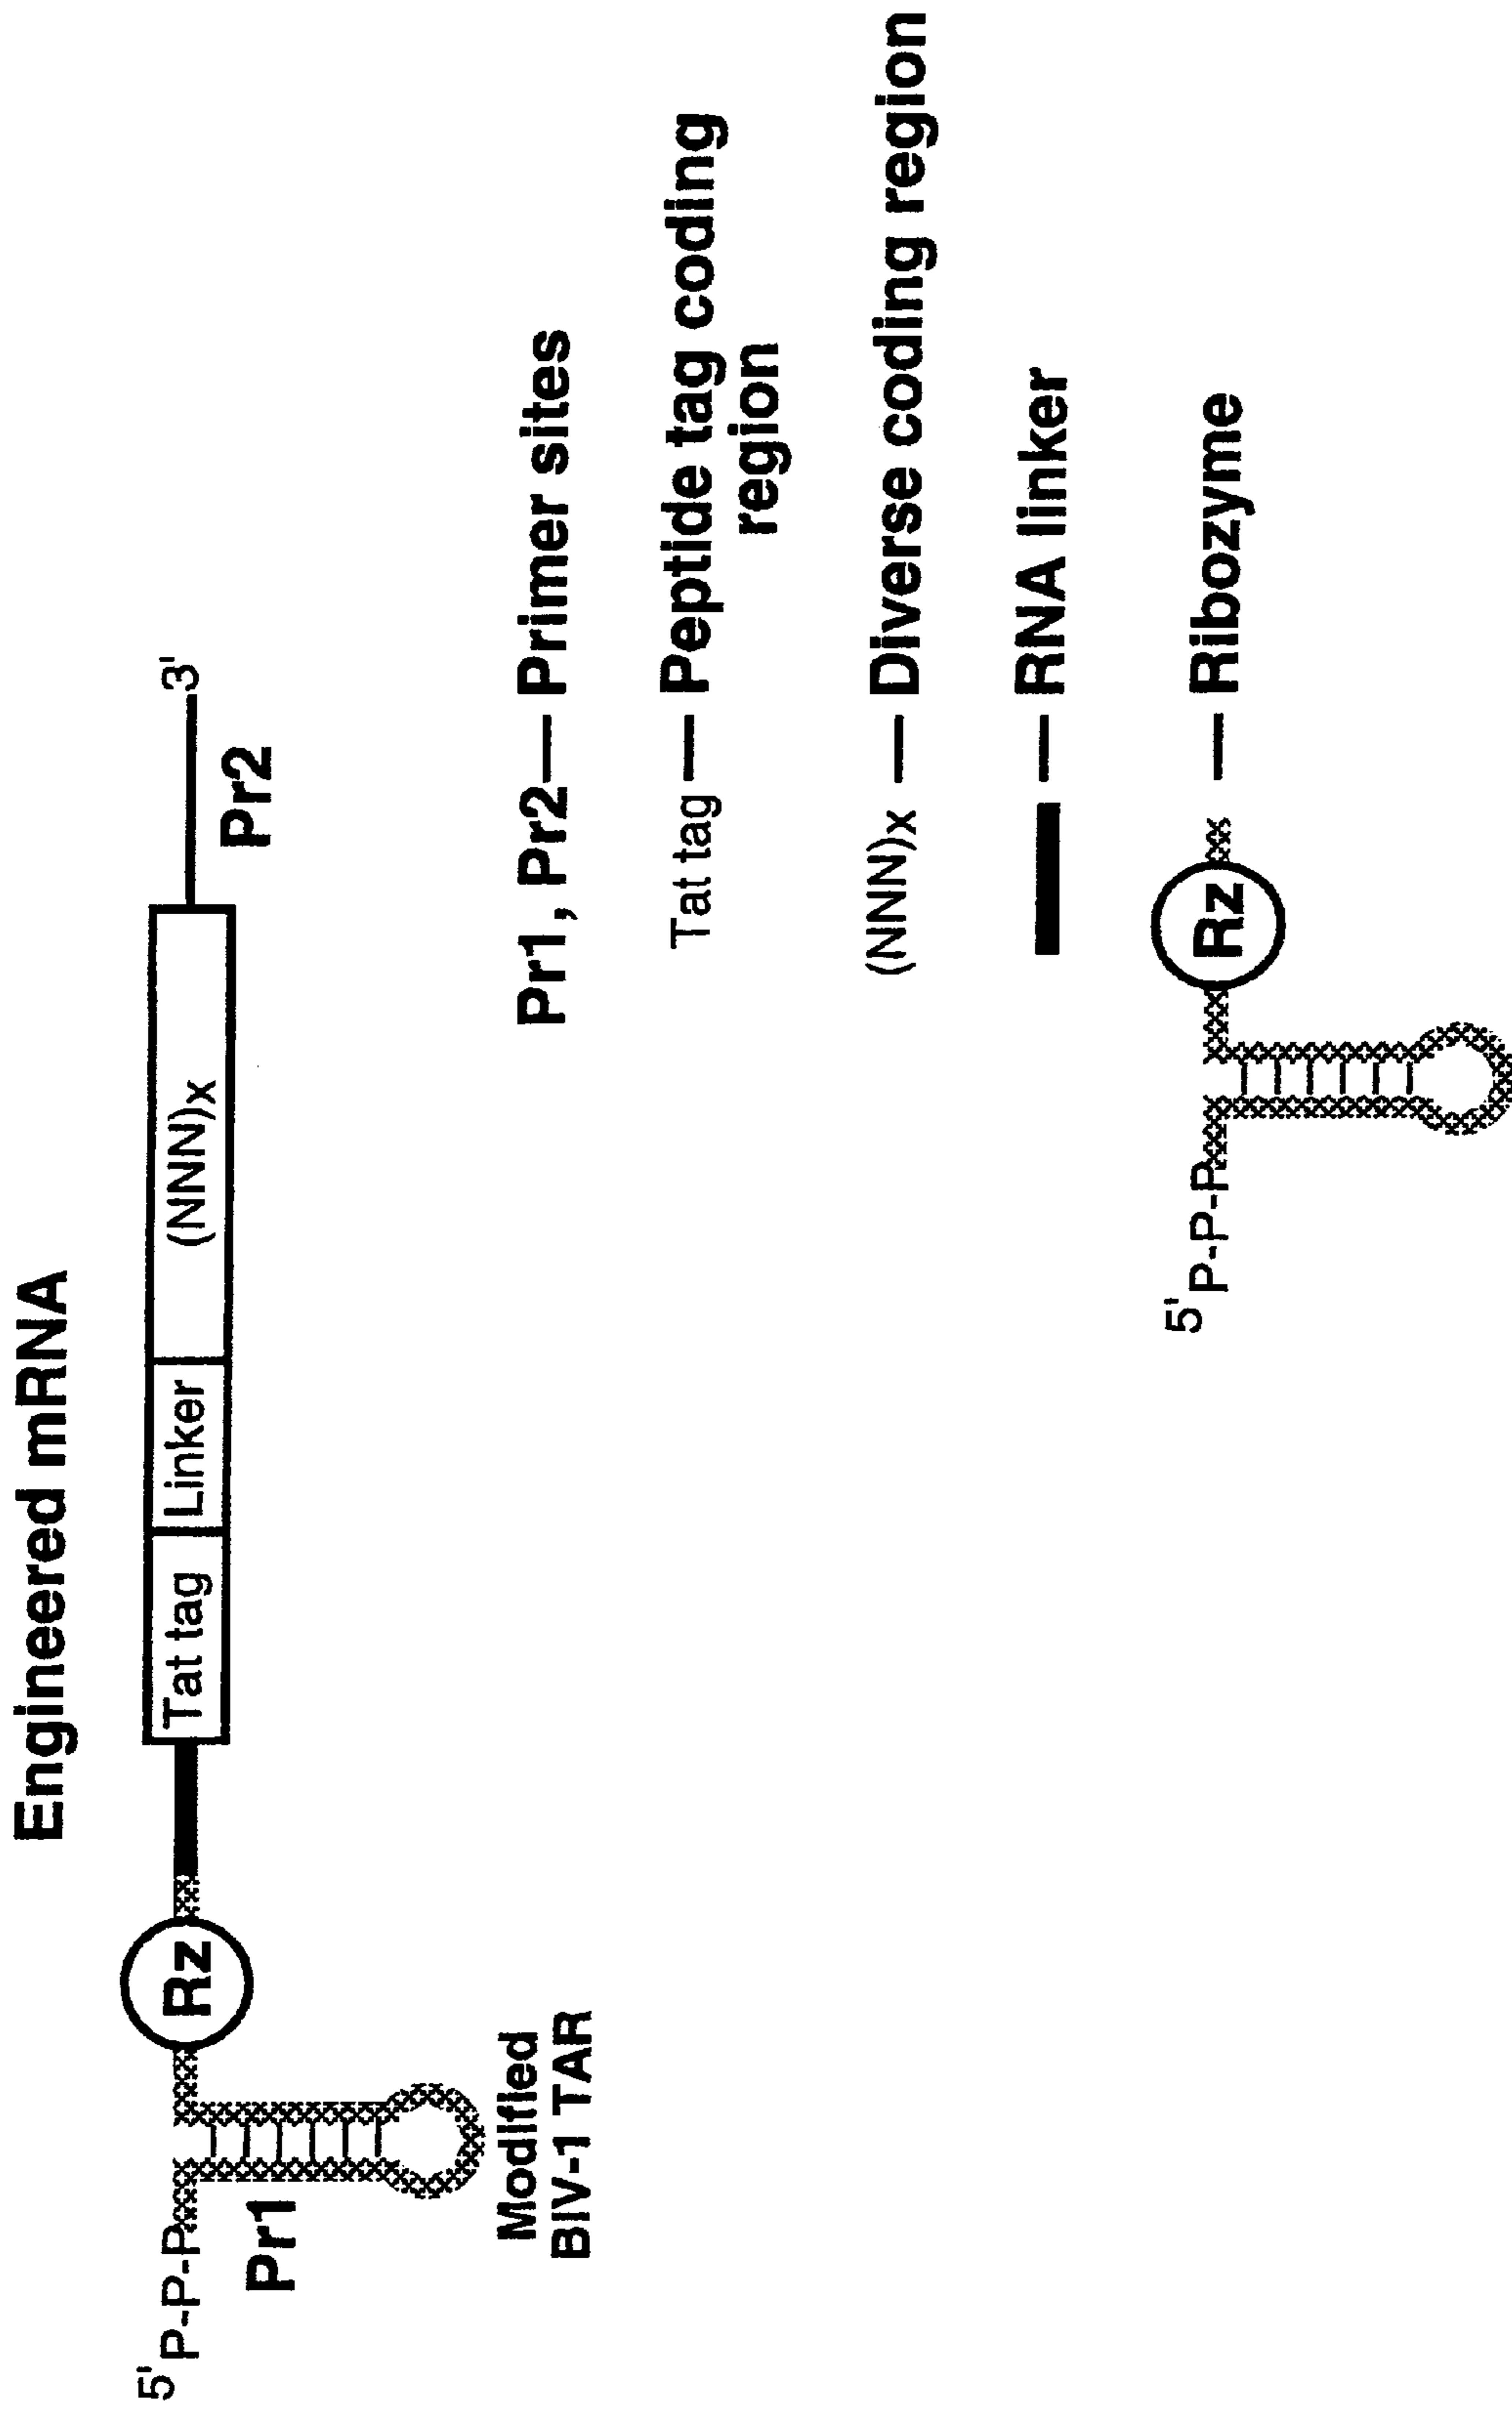 Engineered mRNA
5' P-P-P Rz Tat tag Linker (NNN)x 3'
Pr1 Pr2
Modified
BIV-1 TAR
Pr1, Pr2 — Primer sites
Tat tag — Peptide tag coding
region
(NNN)x — Diverse coding region
— RNA linker
5' P-P-P Rz — Ribozyme